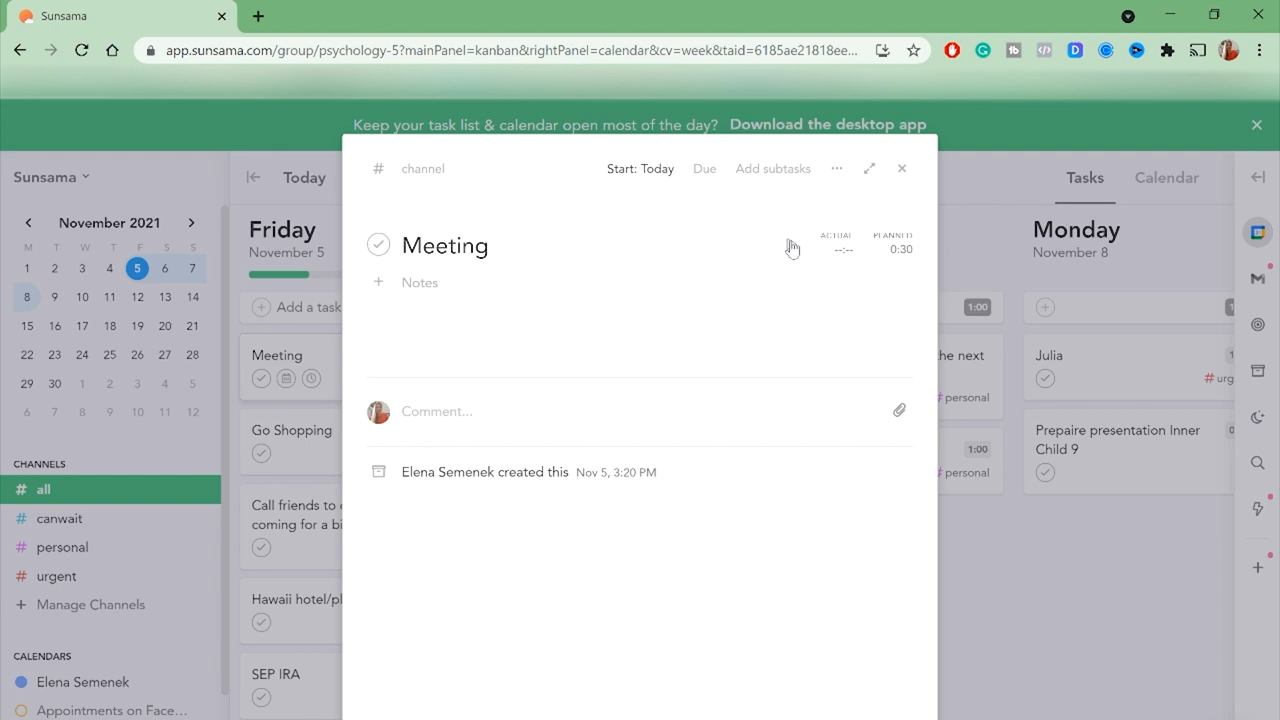 Sunsama
app.sunsama.com/group/psychology-5?mainPanel=kanban&rightPanel=calendar&cv=week&taid=6185ae21818ee...
Keep your task list & calendar open most of the day? Download the desktop app
Sunsama
November 2021
M T W T F S S
1 2 3 4 5 6 7
8 9 10 11 12 13 14
15 16 17 18 19 20 21
22 23 24 25 26 27 28
29 30 1 2 3 4 5
6 7 8 9 10 11 12
CHANNELS
# all
# canwait
# personal
# urgent
+ Manage Channels
CALENDARS
Elena Semenek
Appointments on Face...
Today
Friday
November 5
Add a task
Meeting
Go Shopping
Call friends to
coming for a bi
Hawaii hotel/pl
SEP IRA
# channel
Start: Today Due Add subtasks ...
Meeting
ACTUAL PLANNED
--:-- 0:30
+ Notes
Comment...
Elena Semenek created this Nov 5, 3:20 PM
1:00
the next
# personal
1:00
# personal
Tasks Calendar
Monday
November 8
Julia
# urg
Prepaire presentation Inner
Child 9